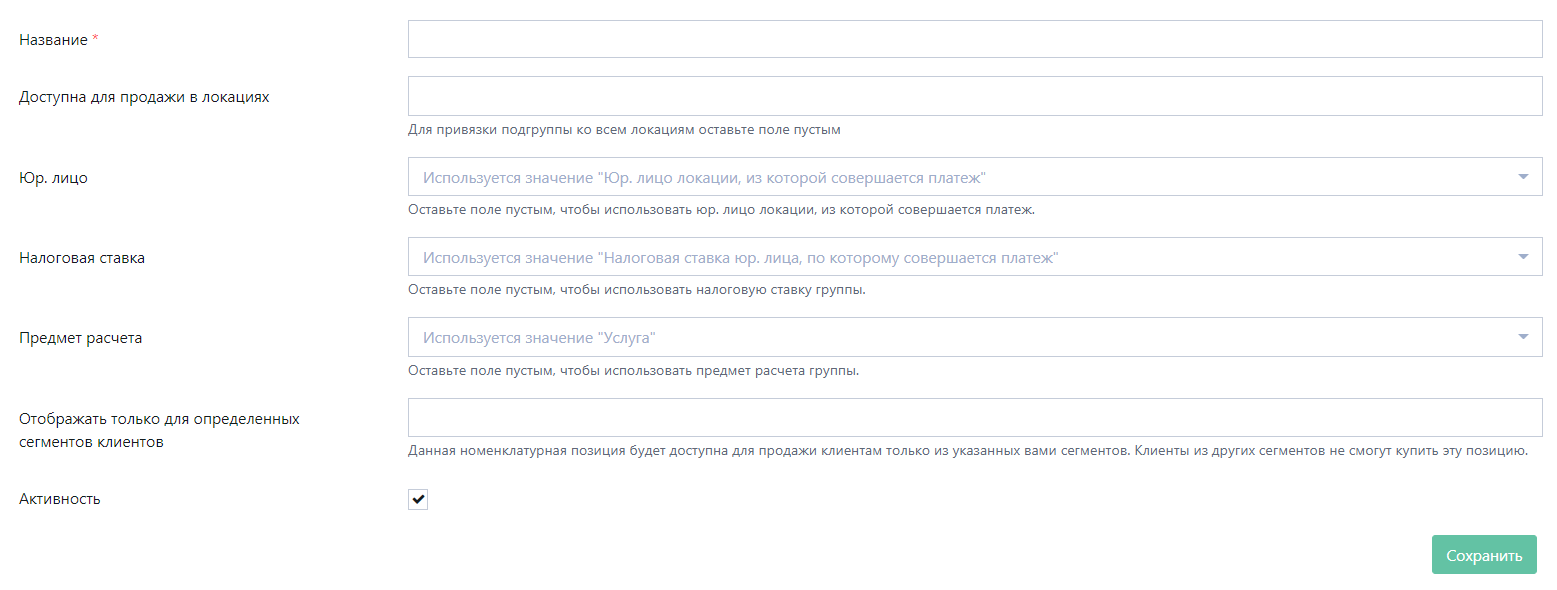 Название *
Доступна для продажи в локациях
Для привязки подгруппы ко всем локациям оставьте поле пустым
Юр. лицо
Используется значение "Юр. лицо локации, из которой совершается платеж"
Оставьте поле пустым, чтобы использовать юр. лицо локации, из которой совершается платеж.
Налоговая ставка
Используется значение "Налоговая ставка юр. лица, по которому совершается платеж"
Оставьте поле пустым, чтобы использовать налоговую ставку группы.
Предмет расчета
Используется значение "Услуга"
Оставьте поле пустым, чтобы использовать предмет расчета группы.
Отображать только для определенных
сегментов клиентов
Данная номенклатурная позиция будет доступна для продажи клиентам только из указанных вами сегментов. Клиенты из других сегментов не смогут купить эту позицию.
Активность
Сохранить